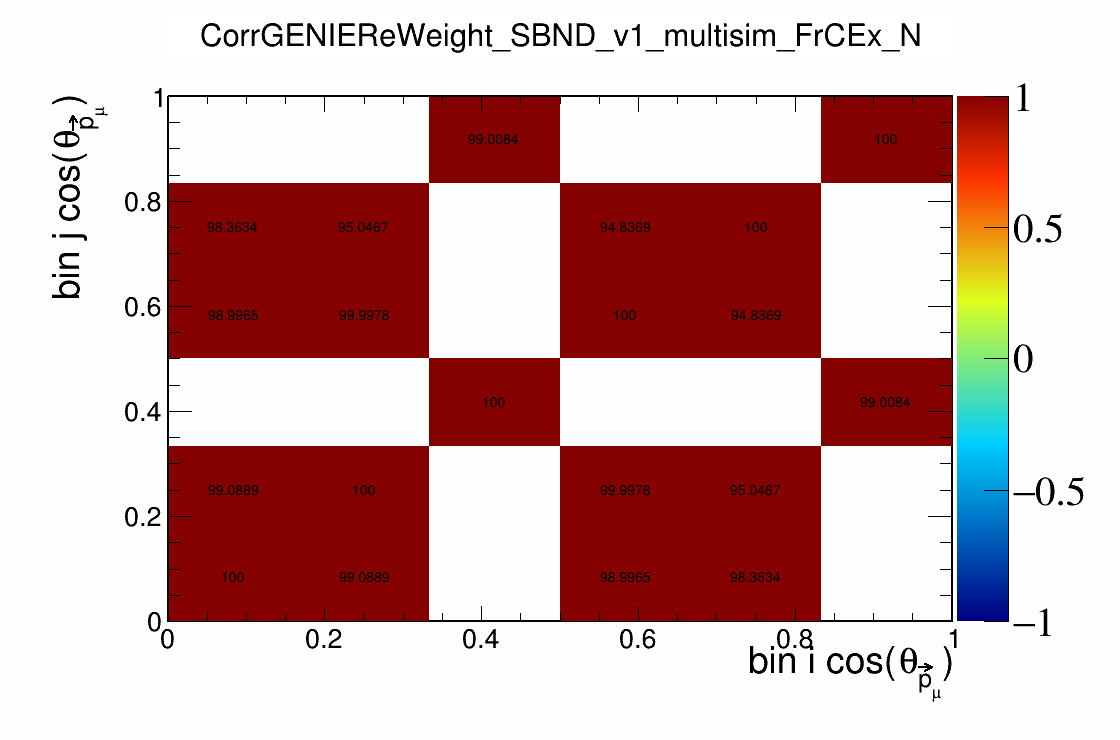 CorrGENIEReWeight_SBND_v1_multisim_FrCEx_N
bin j cos(θp⃗μ)
1
0.8
0.6
0.4
0.2
0
99.0084 100
98.3634 95.0467 94.8369 100
98.9965 99.9978 100 94.8369
100 99.0084
99.0889 100 99.9978 95.0467
100 99.0889 98.9965 98.3634
0 0.2 0.4 0.6 0.8 1
bin i cos(θp⃗μ)
1
0.5
0
−0.5
−1